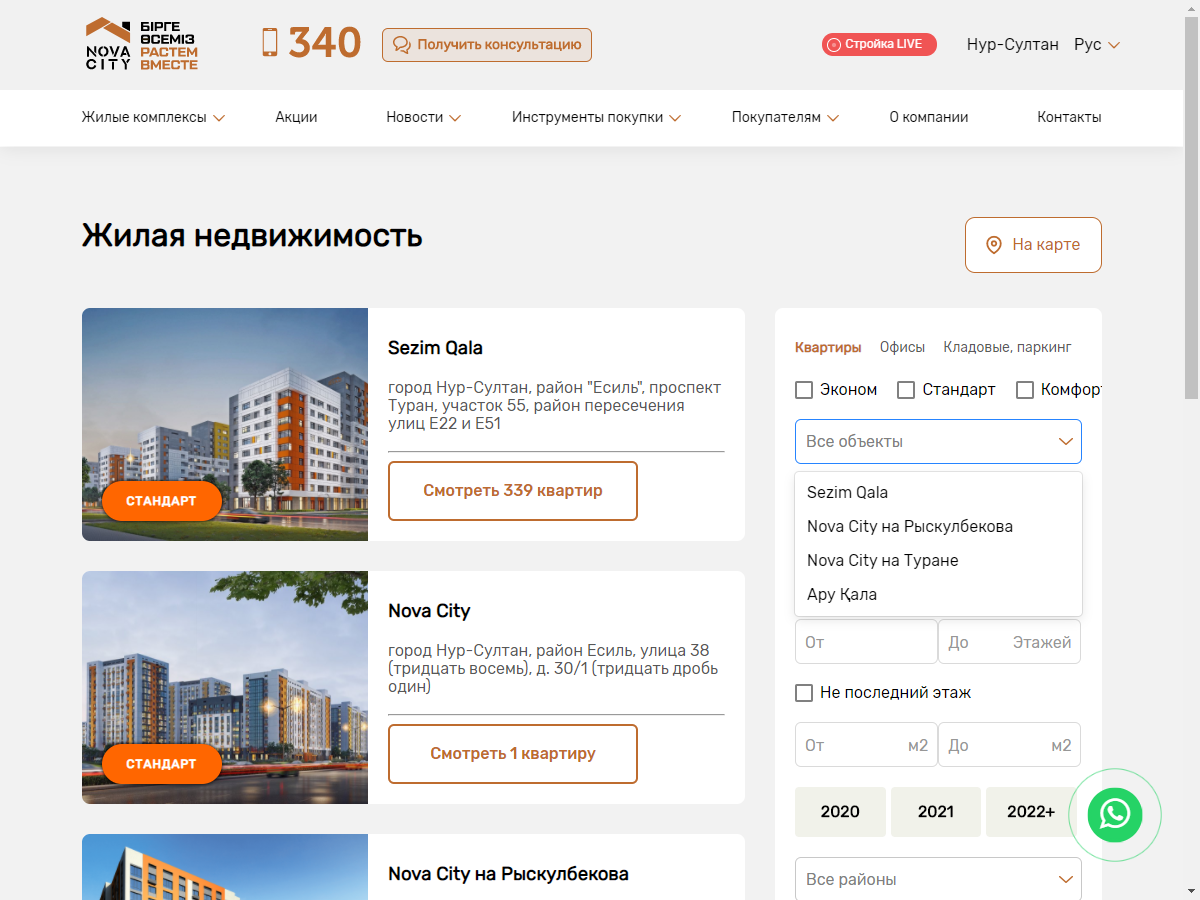 NOVA CITY
БІРГЕ
ӨСЕМІЗ
РАСТЕМ
ВМЕСТЕ
340
Получить консультацию
Стройка LIVE
Нур-Султан
Рус
Жилые комплексы
Акции
Новости
Инструменты покупки
Покупателям
О компании
Контакты
Жилая недвижимость
На карте
СТАНДАРТ
Sezim Qala
город Нур-Султан, район "Есиль", проспект
Туран, участок 55, район пересечения
улиц Е22 и Е51
Смотреть 339 квартир
СТАНДАРТ
Nova City
город Нур-Султан, район Есиль, улица 38
(тридцать восемь), д. 30/1 (тридцать дробь
один)
Смотреть 1 квартиру
Nova City на Рыскулбекова
Квартиры
Офисы
Кладовые, паркинг
Эконом
Стандарт
Комфорт
Все объекты
Sezim Qala
Nova City на Рыскулбекова
Nova City на Туране
Ару Қала
От
До
Этажей
Не последний этаж
От
м2
До
м2
2020
2021
2022+
Все районы